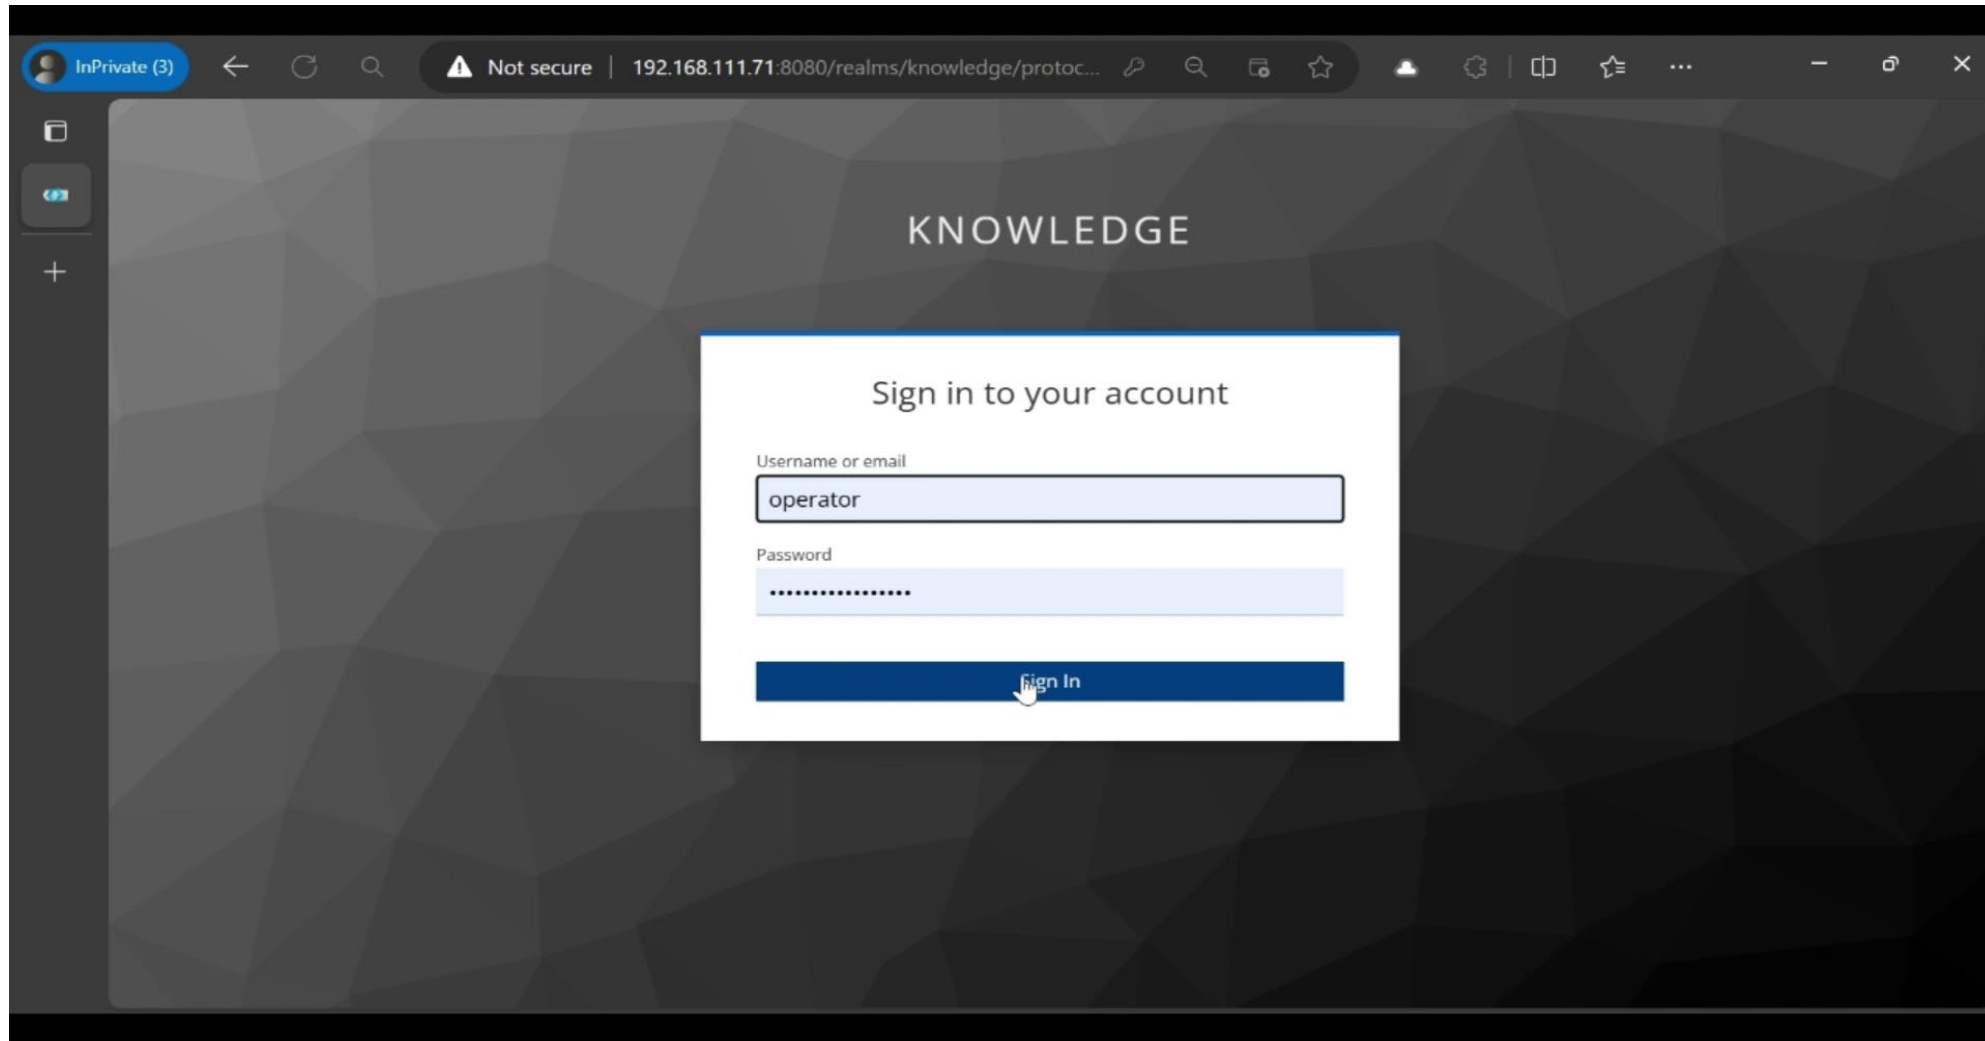 InPrivate (3)
Not secure 192.168.111.71:8080/realms/knowledge/protoc...
KNOWLEDGE
Sign in to your account
Username or email
operator
Password
•••••••••••••••••
Sign In